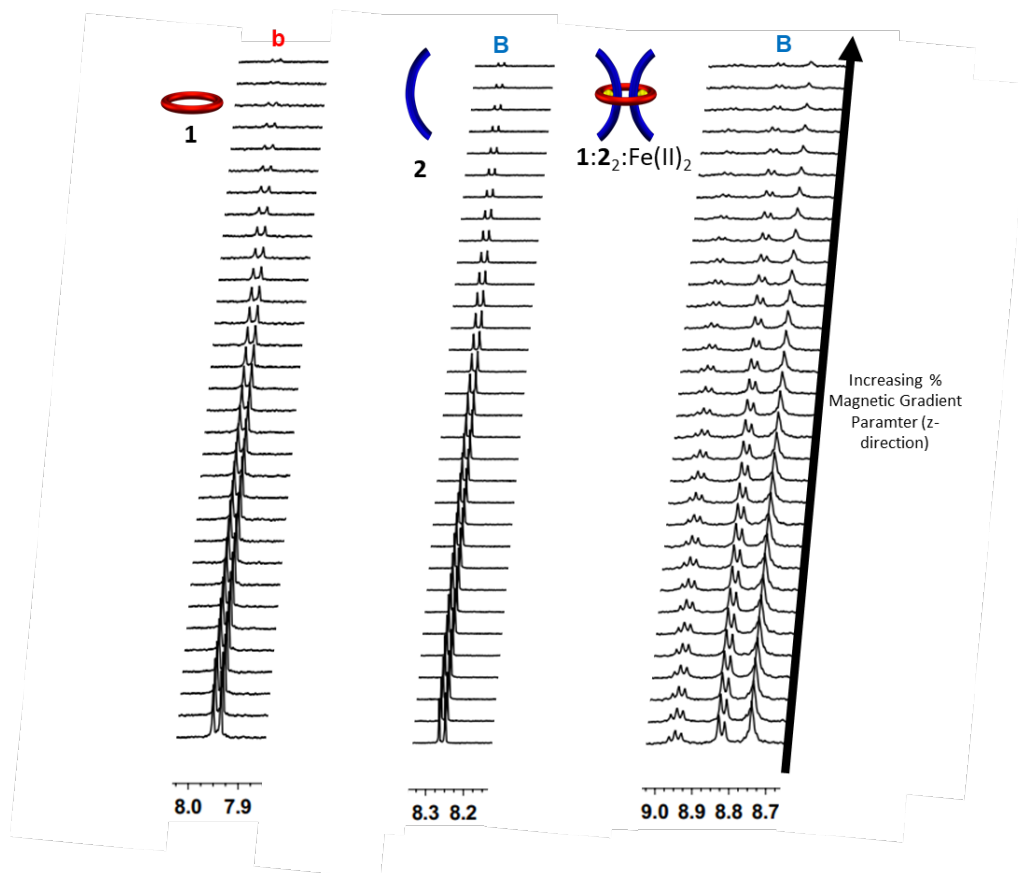 b
B
B
1
2
1:2₂:Fe(II)₂
Increasing %
Magnetic Gradient
Paramter (z-
direction)
8.0 7.9
8.3 8.2
9.0 8.9 8.8 8.7